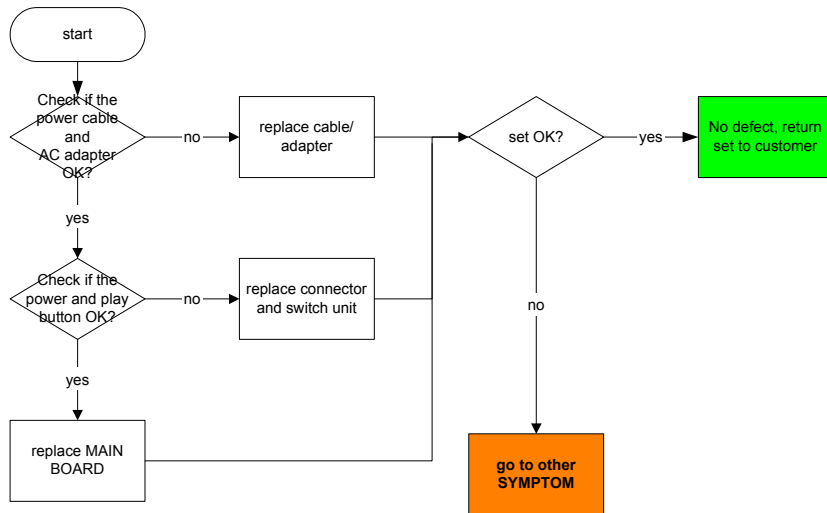 start
Check if the
power cable
and
AC adapter
OK?
no
replace cable/
adapter
set OK?
yes
No defect, return
set to customer
yes
Check if the
power and play
button OK?
no
replace connector
and switch unit
no
yes
replace MAIN
BOARD
go to other
SYMPTOM